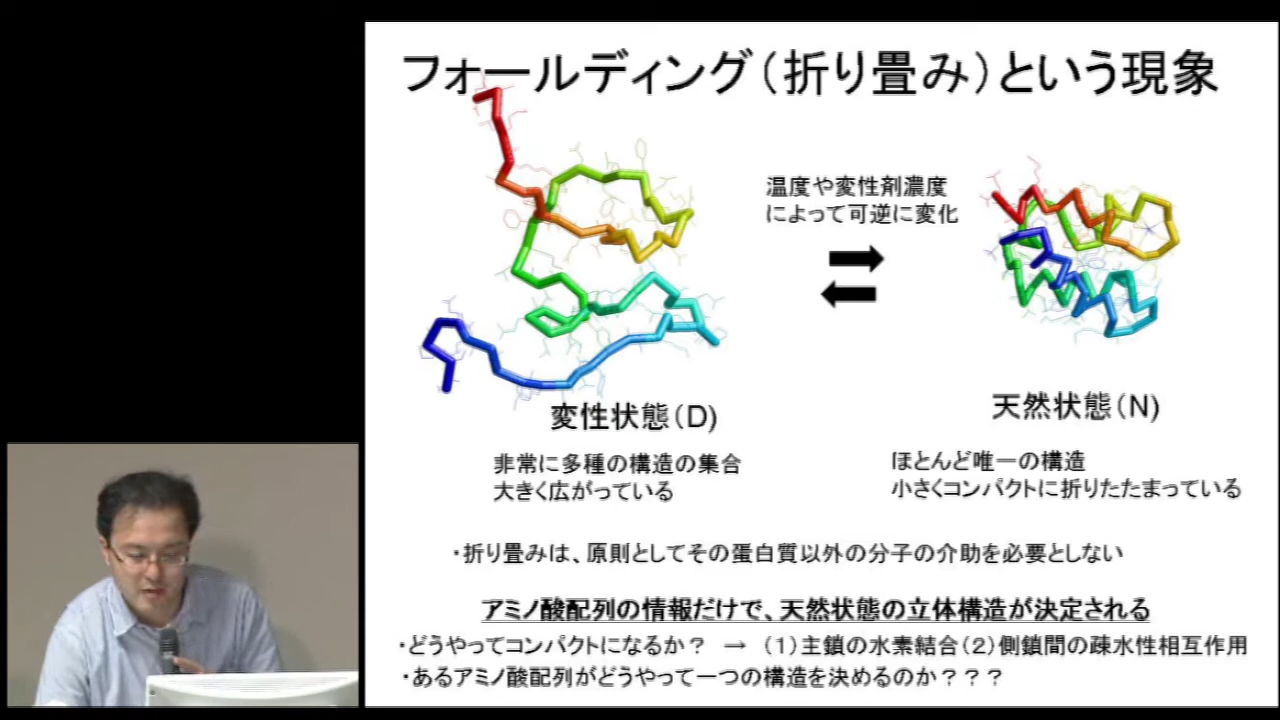 フォールディング(折り畳み)という現象
温度や変性剤濃度
によって可逆に変化
変性状態(D)
天然状態(N)
非常に多種の構造の集合
大きく広がっている
ほとんど唯一の構造
小さくコンパクトに折りたたまっている
・折り畳みは、原則としてその蛋白質以外の分子の介助を必要としない
アミノ酸配列の情報だけで、天然状態の立体構造が決定される
・どうやってコンパクトになるか? → (1)主鎖の水素結合(2)側鎖間の疎水性相互作用
・あるアミノ酸配列がどうやって一つの構造を決めるのか???